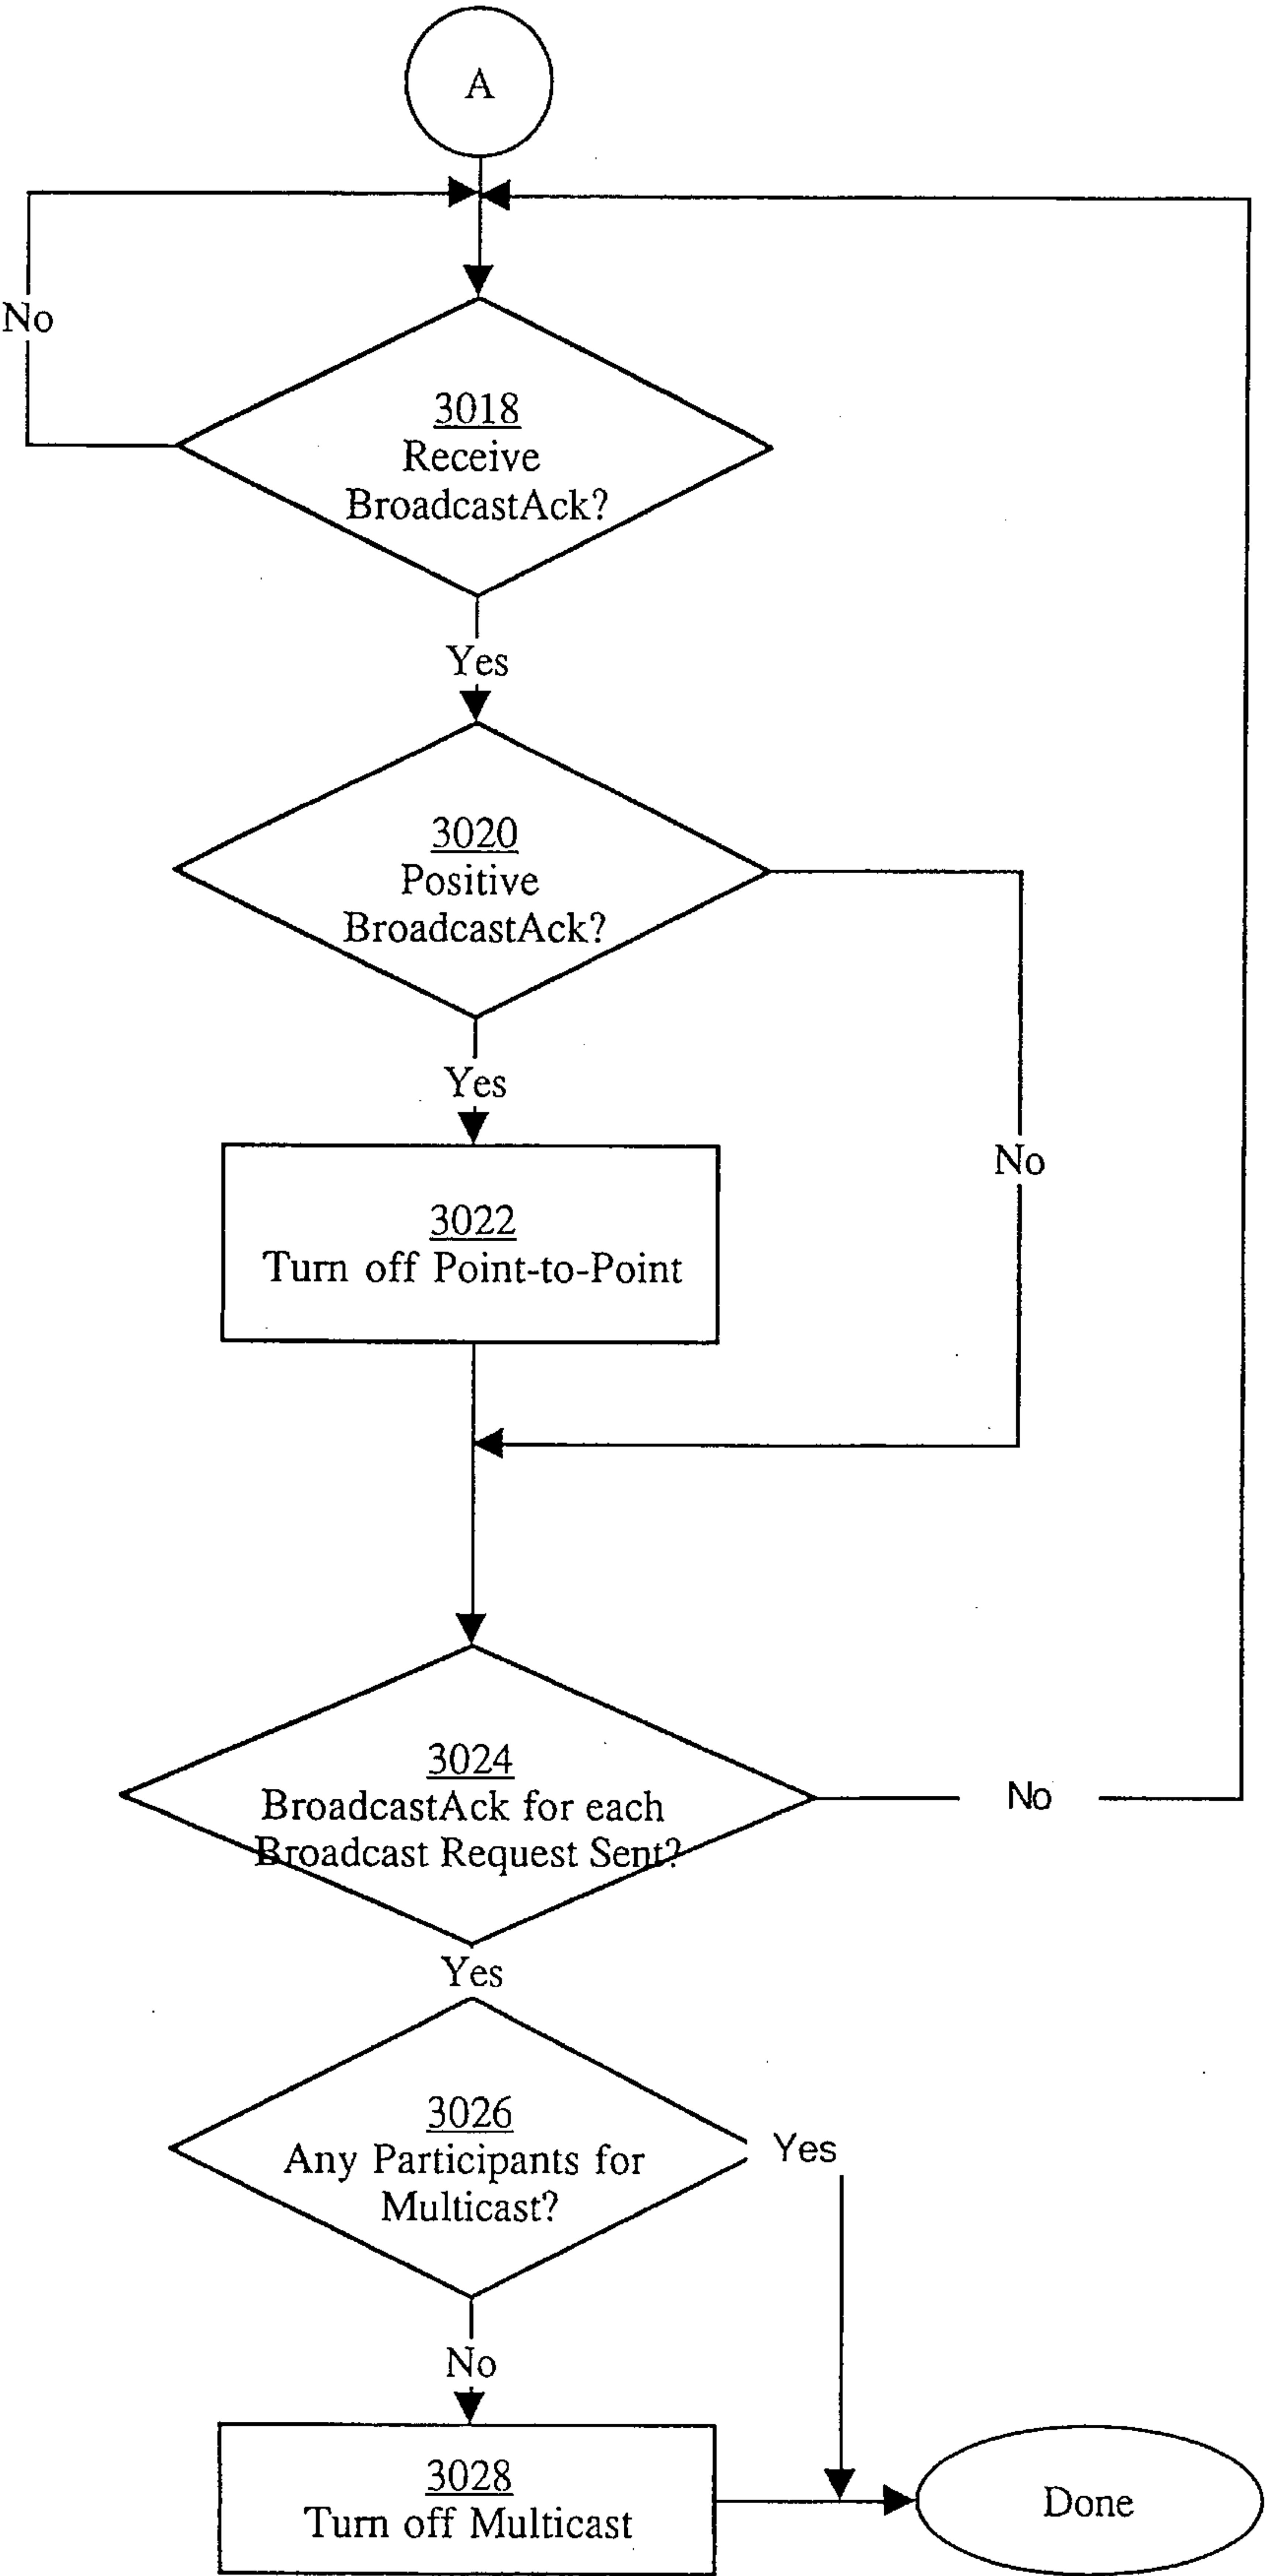 A
No
3018
Receive
BroadcastAck?
Yes
3020
Positive
BroadcastAck?
Yes
No
3022
Turn off Point-to-Point
3024
BroadcastAck for each
Broadcast Request Sent?
No
Yes
3026
Any Participants for
Multicast?
Yes
No
3028
Turn off Multicast
Done